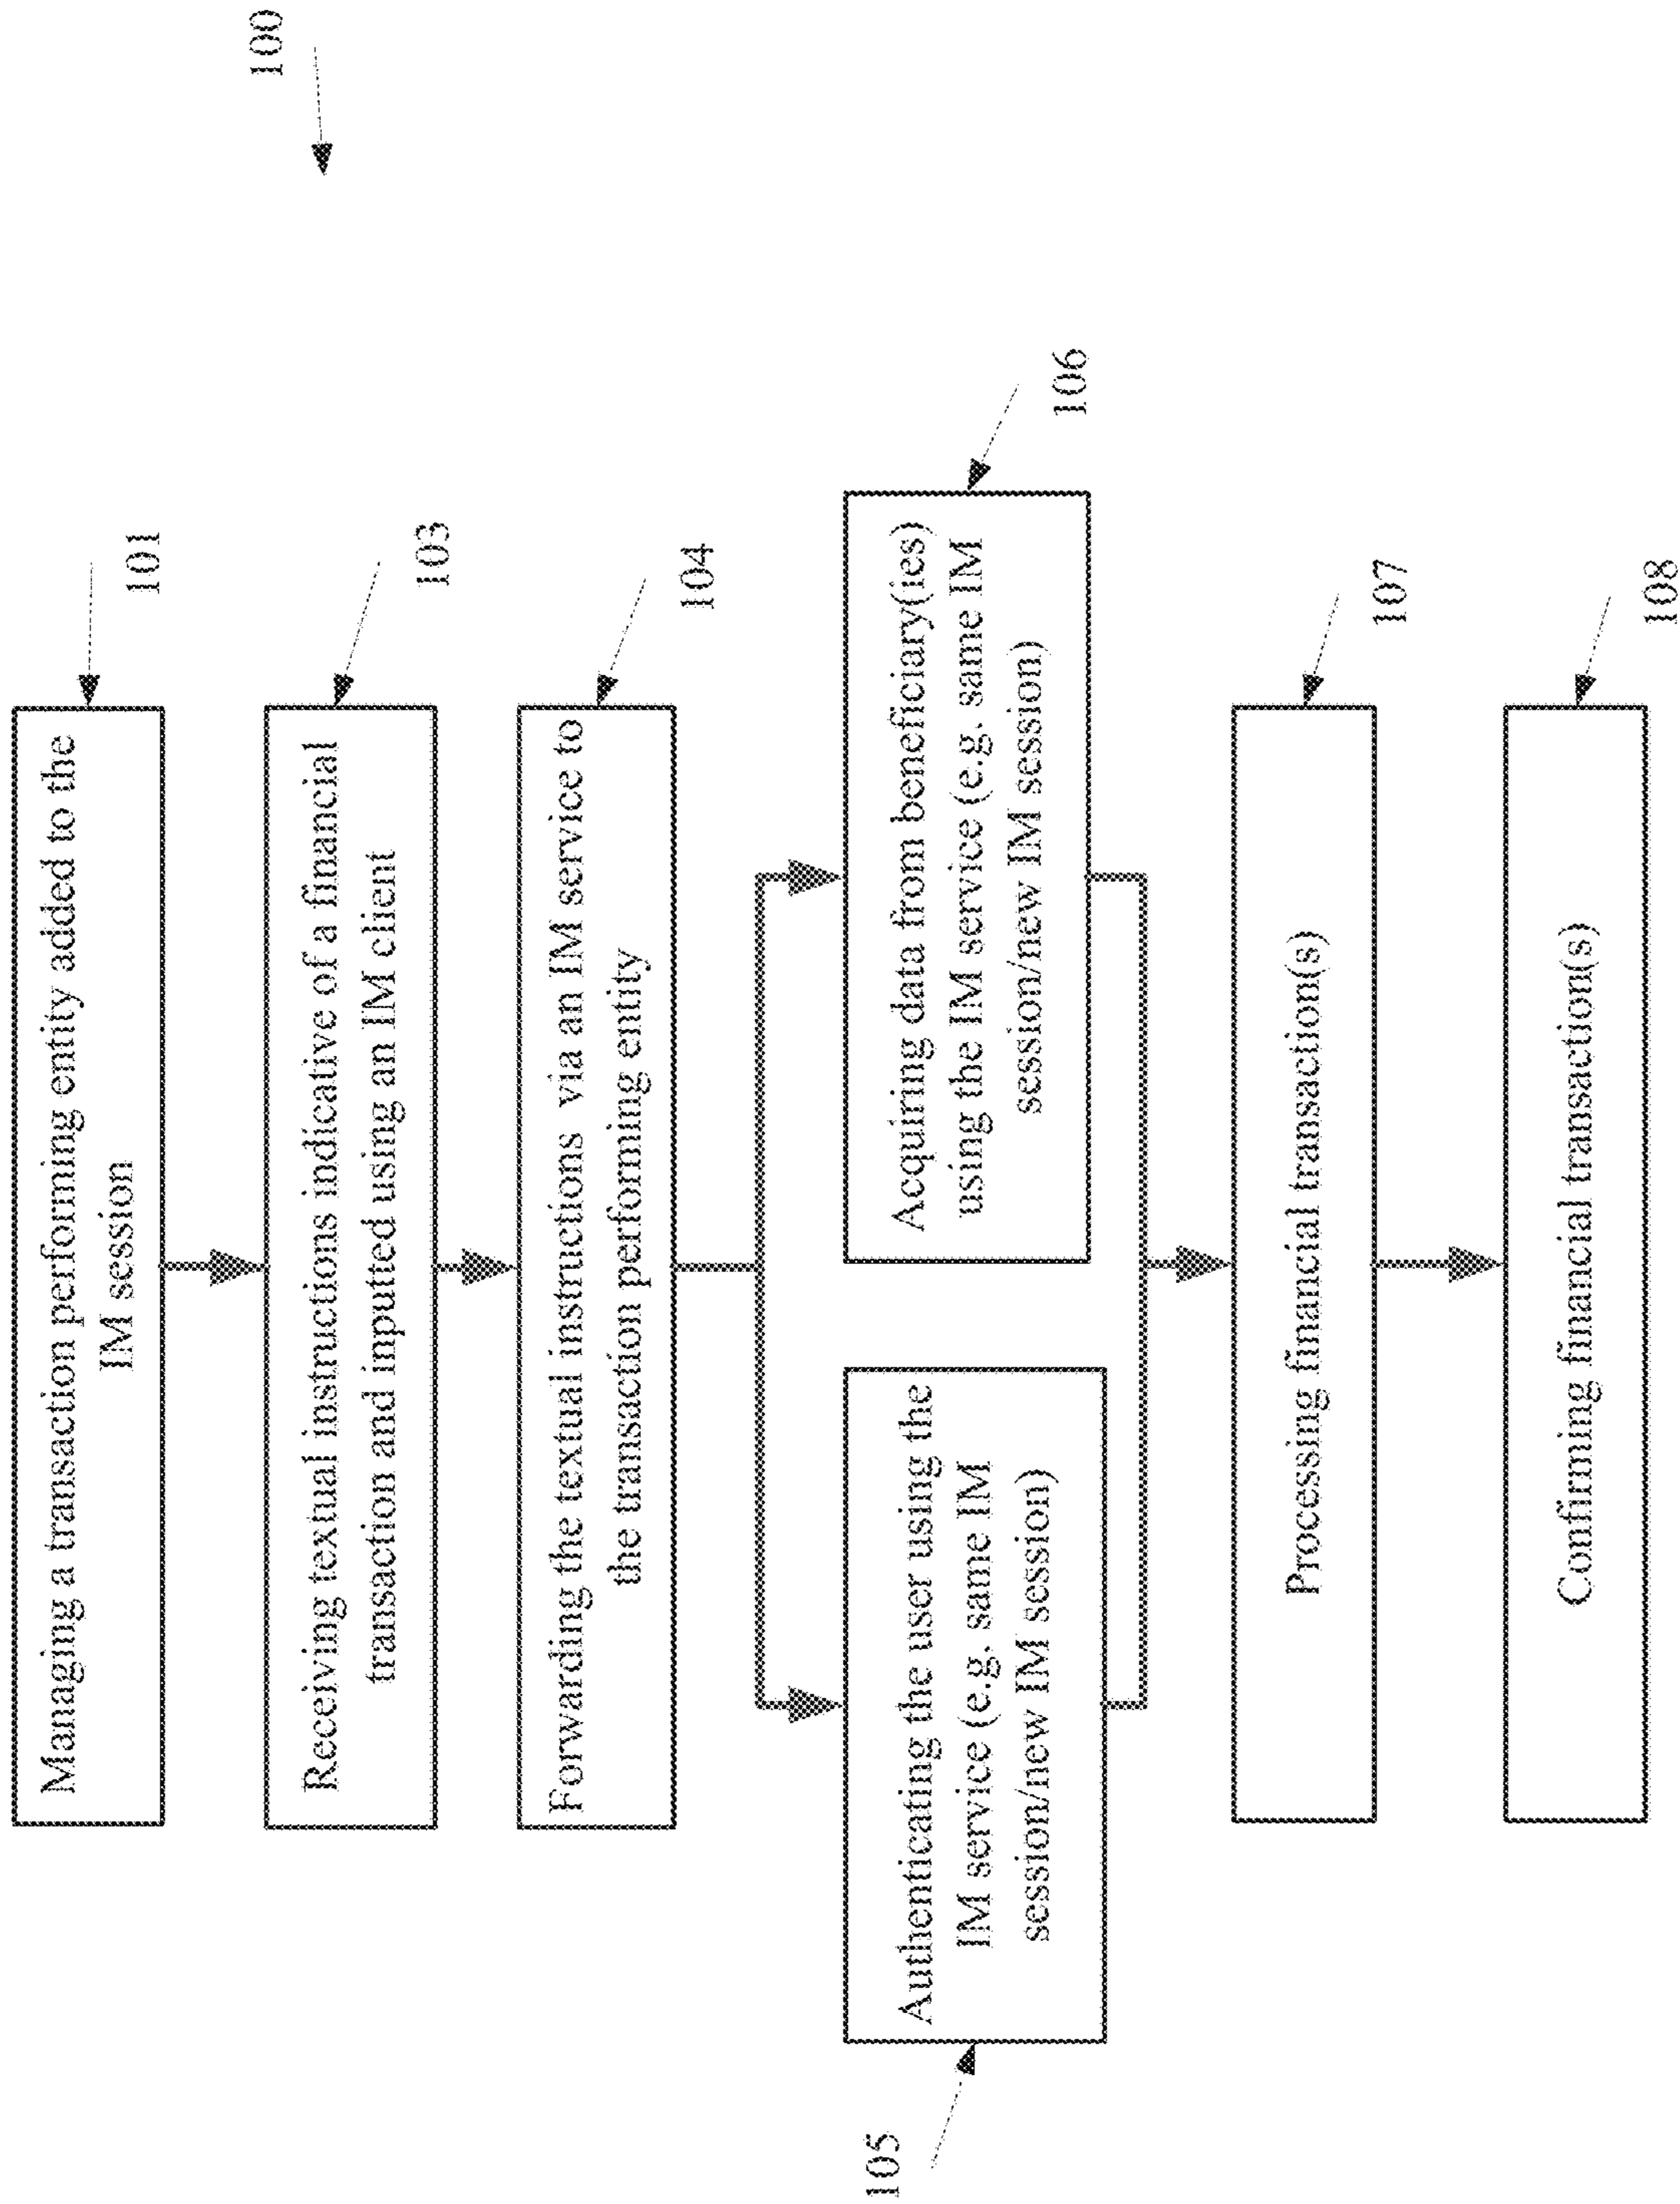 100
Managing a transaction performing entity added to the
IM session
101
Receiving textual instructions indicative of a financial
transaction and inputted using an IM client
103
Forwarding the textual instructions via an IM service to
the transaction performing entity
104
105
Authenticating the user using the
IM service (e.g. same IM
session/new IM session)
Acquiring data from beneficiary(ies)
using the IM service (e.g. same IM
session/new IM session)
106
Processing financial transaction(s)
107
Confirming financial transaction(s)
108